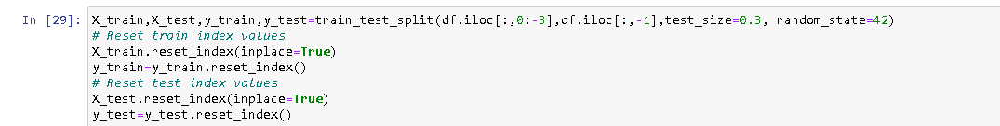 In [29]: X_train,X_test,y_train,y_test=train_test_split(df.iloc[:,0:-3],df.iloc[:,-1],test_size=0.3, random_state=42)
# Reset train index values
X_train.reset_index(inplace=True)
y_train=y_train.reset_index()
# Reset test index values
X_test.reset_index(inplace=True)
y_test=y_test.reset_index()